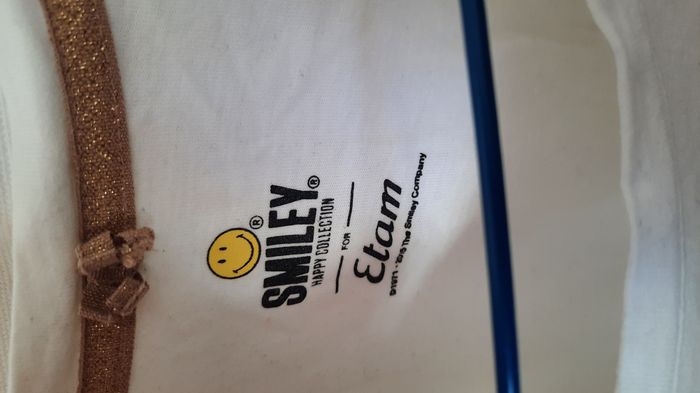 ®
SMILEY®
HAPPY COLLECTION
FOR
Etam
The Smiley Company